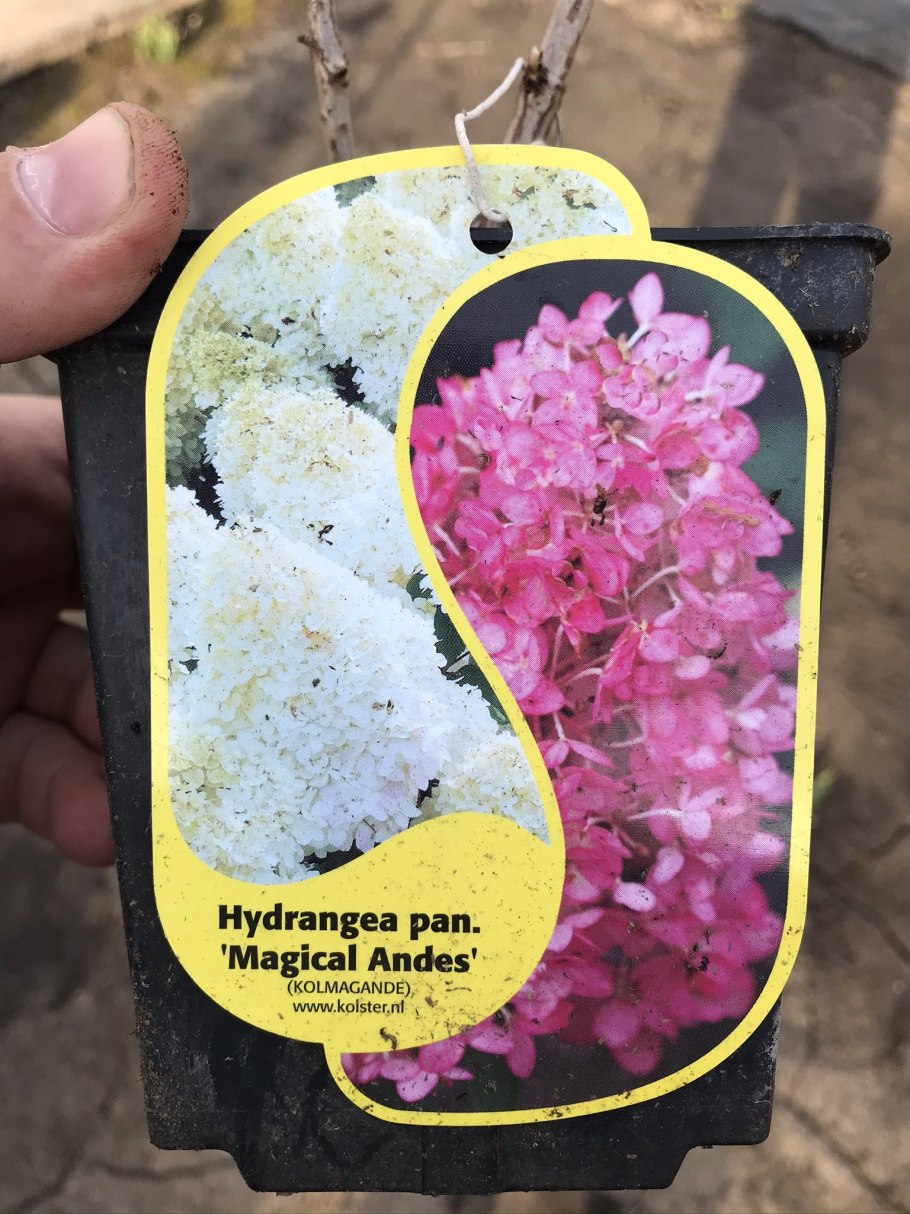 Hydrangea pan.
'Magical Andes'
(KOLMAGANDE)
www.kolster.nl